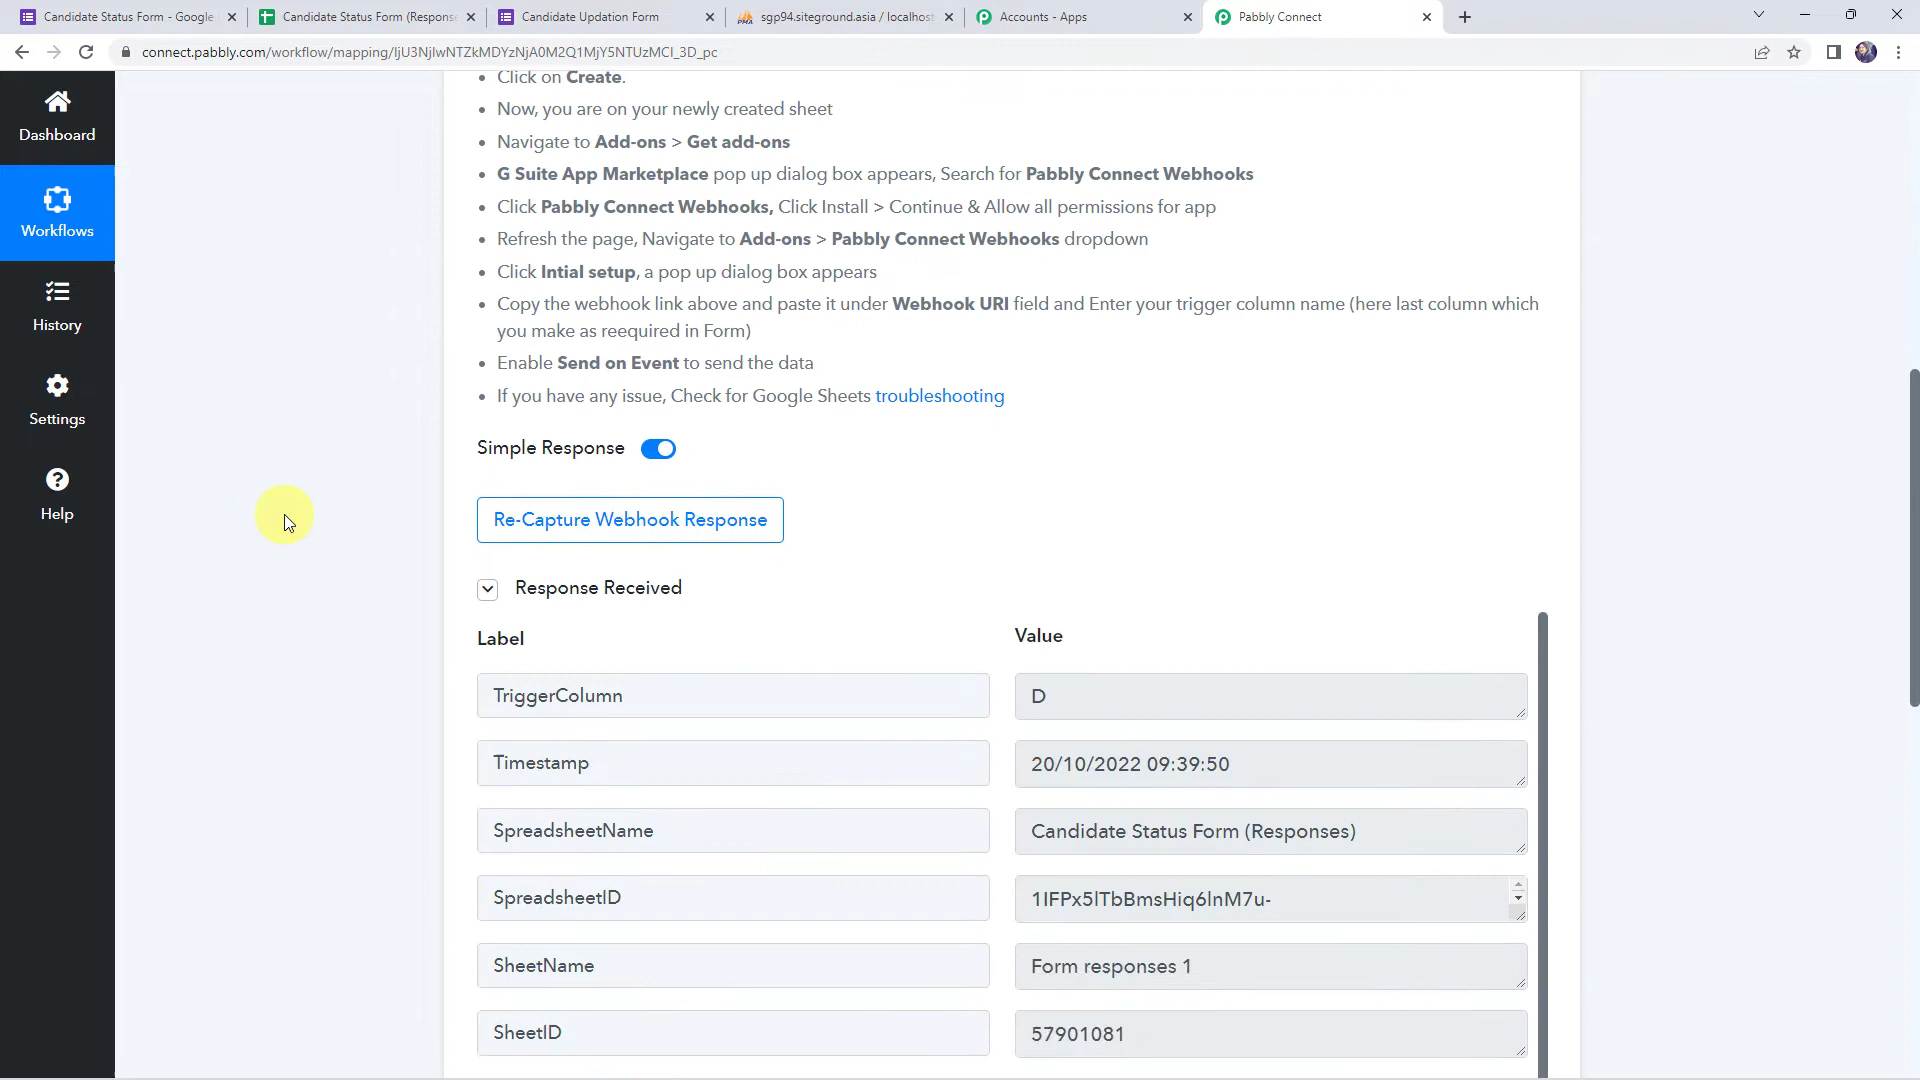 Candidate Status Form - Google
Candidate Status Form (Response
Candidate Updation Form
sgp94.siteground.asia / localhost
Accounts - Apps
Pabbly Connect
connect.pabbly.com/workflow/mapping/IjU3NjIwNTZkMDYzNjA0M2Q1MjY5NTUzMCI_3D_pc
Dashboard
Workflows
History
Settings
Help
Click on Create.
Now, you are on your newly created sheet
Navigate to Add-ons > Get add-ons
G Suite App Marketplace pop up dialog box appears, Search for Pabbly Connect Webhooks
Click Pabbly Connect Webhooks, Click Install > Continue & Allow all permissions for app
Refresh the page, Navigate to Add-ons > Pabbly Connect Webhooks dropdown
Click Intial setup, a pop up dialog box appears
Copy the webhook link above and paste it under Webhook URI field and Enter your trigger column name (here last column which
you make as reequired in Form)
Enable Send on Event to send the data
If you have any issue, Check for Google Sheets troubleshooting
Simple Response
Re-Capture Webhook Response
Response Received
Label
Value
TriggerColumn
D
Timestamp
20/10/2022 09:39:50
SpreadsheetName
Candidate Status Form (Responses)
SpreadsheetID
1IFPx5lTbBmsHiq6lnM7u-
SheetName
Form responses 1
SheetID
57901081